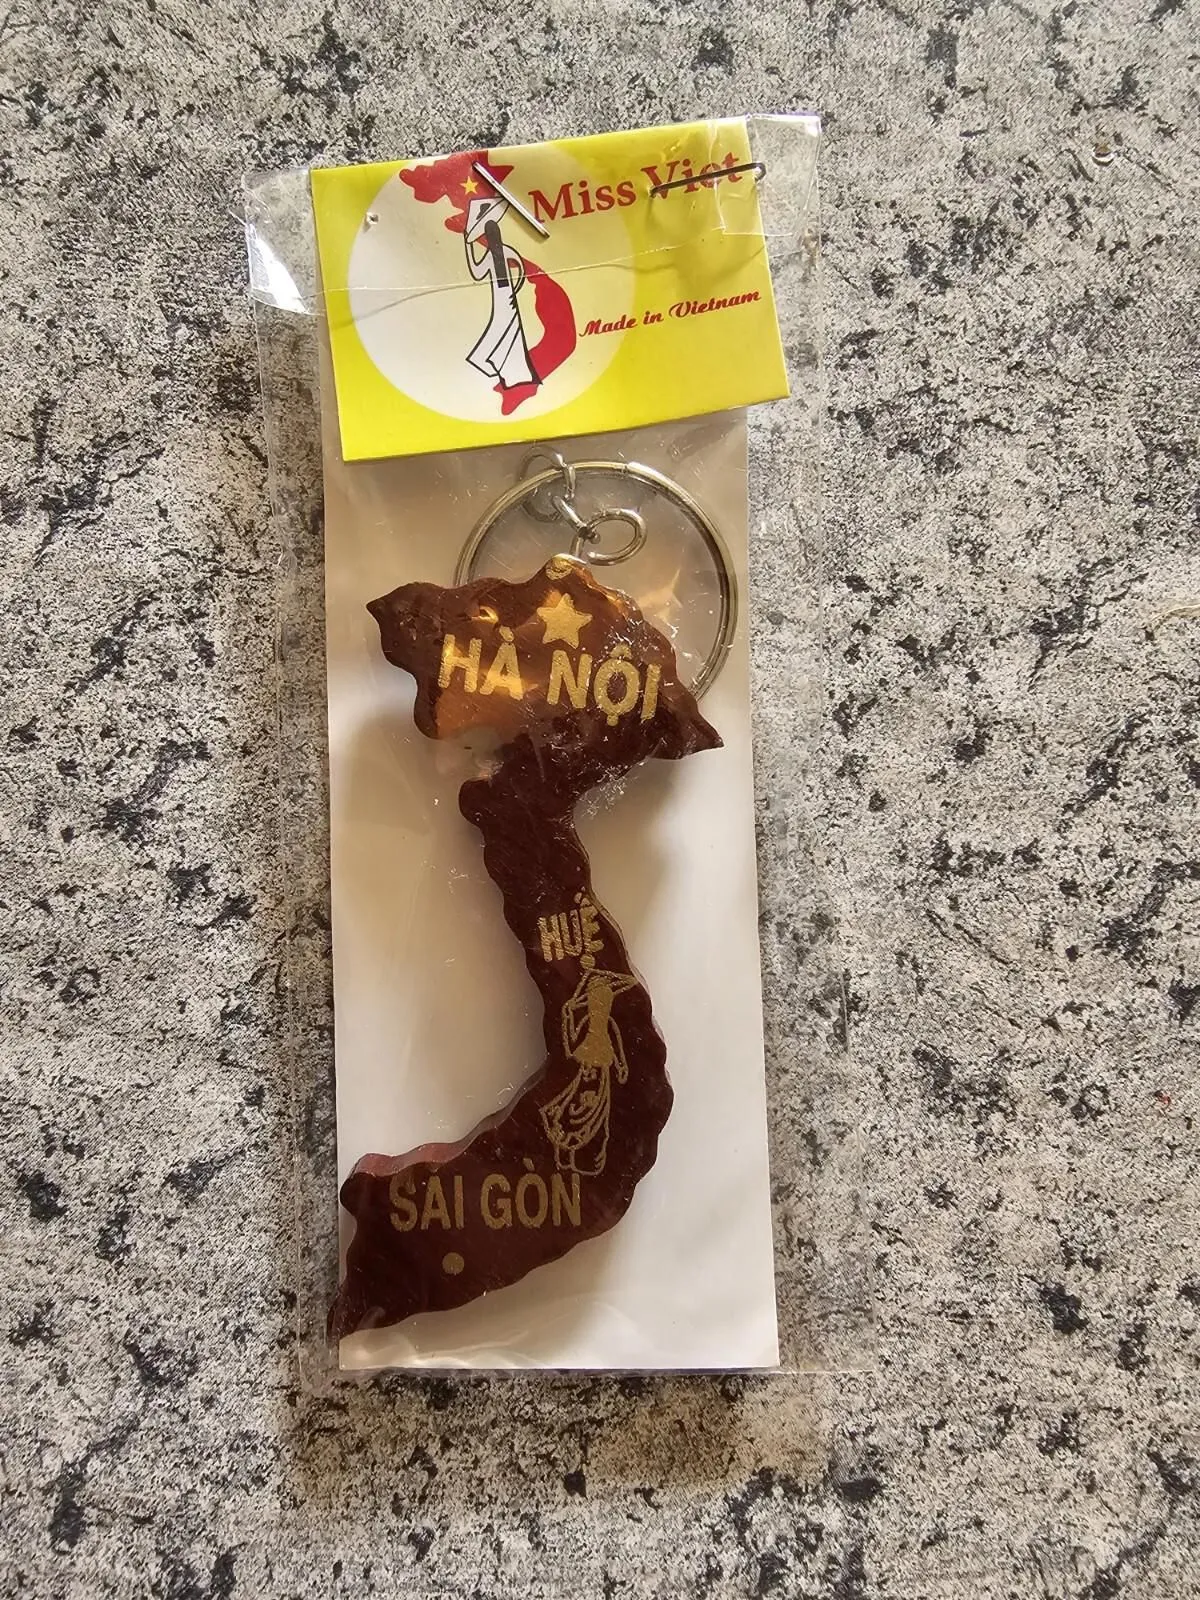 Miss Viet
Made in Vietnam
HÀ NỘI
HUẾ
SAI GÒN